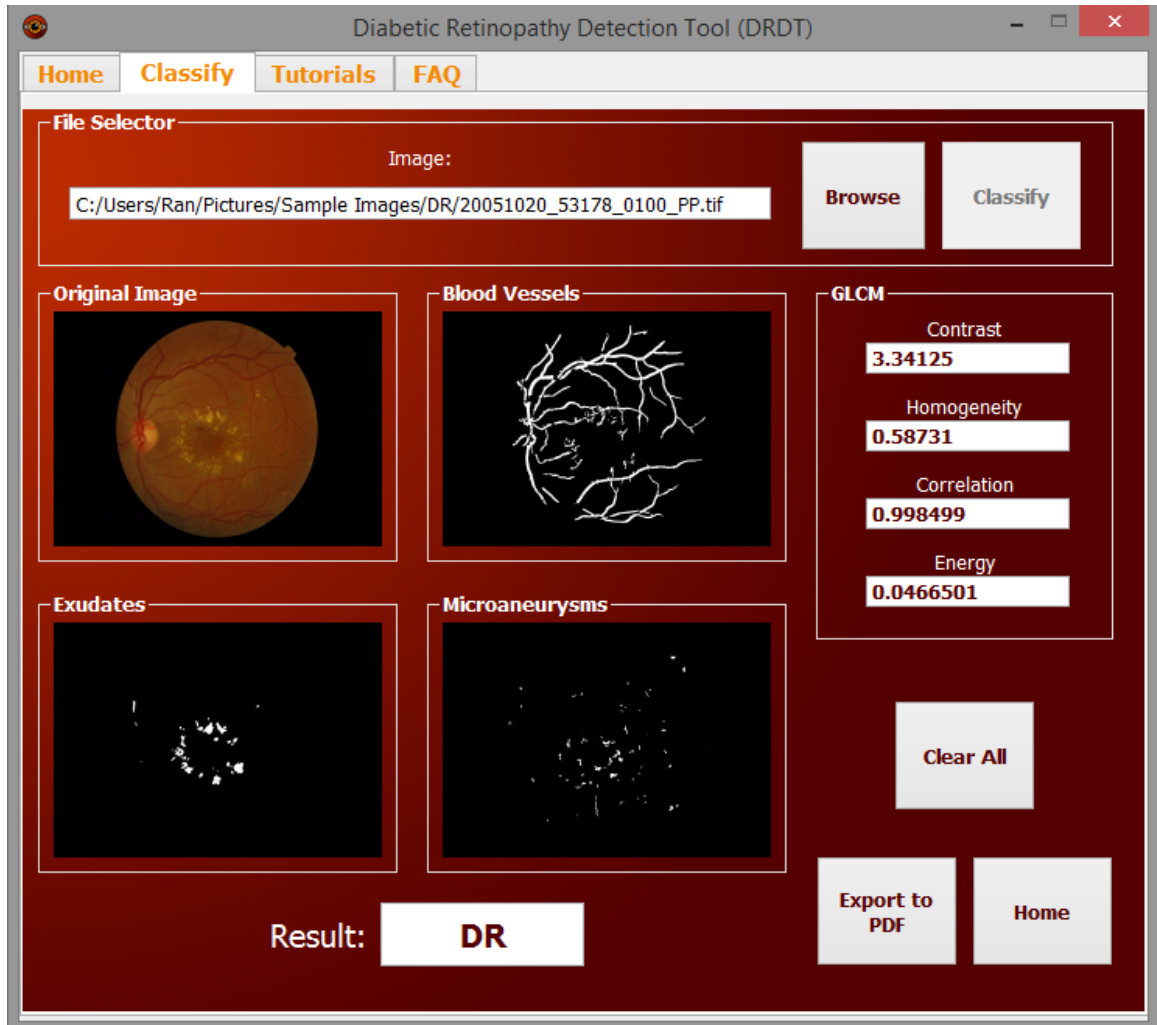 Diabetic Retinopathy Detection Tool (DRDT)
Home Classify Tutorials FAQ
File Selector
Image:
C:/Users/Ran/Pictures/Sample Images/DR/20051020_53178_0100_PP.tif
Browse
Classify
Original Image
Blood Vessels
GLCM
Contrast
3.34125
Homogeneity
0.58731
Correlation
0.998499
Energy
0.0466501
Exudates
Microaneurysms
Clear All
Export to
PDF
Home
Result: DR